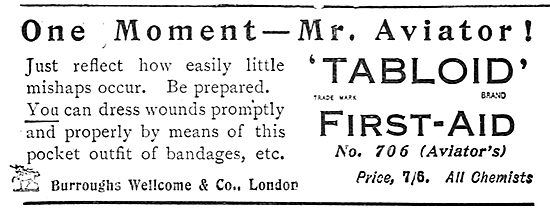 One Moment—Mr. Aviator!
Just reflect how easily little
mishaps occur. Be prepared.
You can dress wounds promptly
and properly by means of this
pocket outfit of bandages, etc.
Burroughs Wellcome & Co., London
'TABLOID'
TRADE MARK BRAND
FIRST-AID
No. 706 (Aviator's)
Price, 7/6. All Chemists